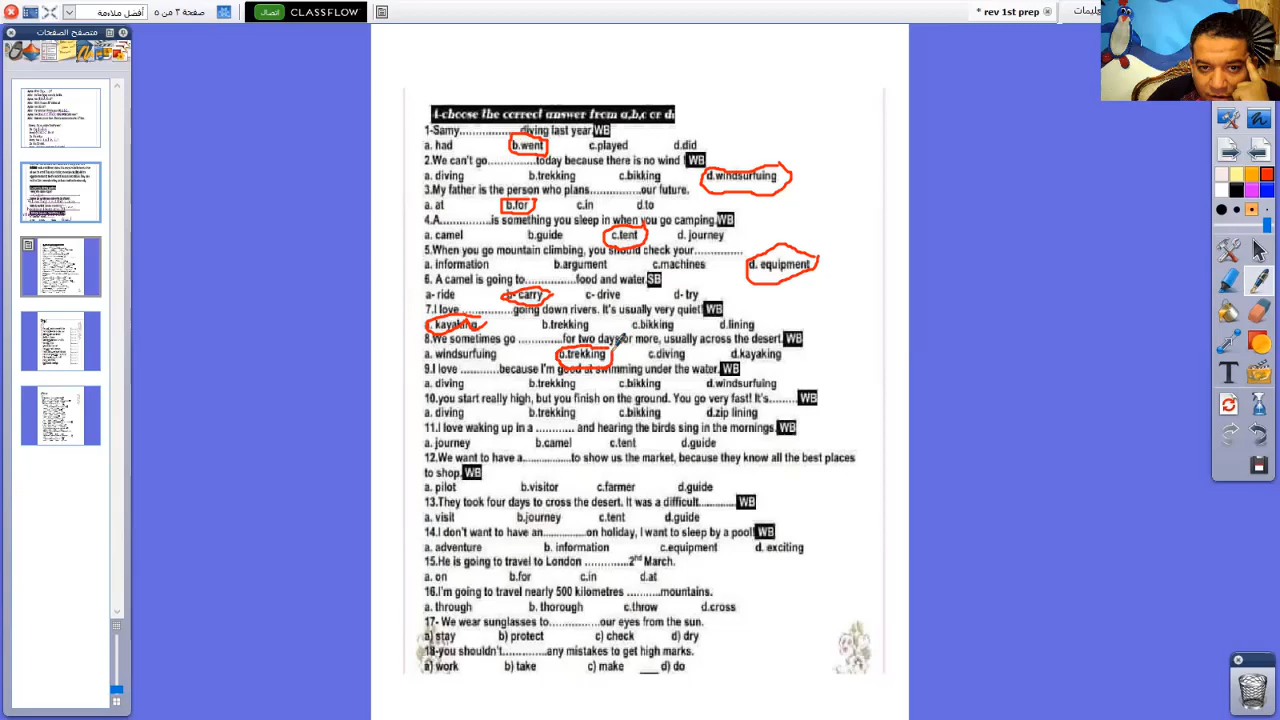 أفضل ملاءمة
صفحة ٢ من ٥
اتصال
CLASSFLOW
* rev 1st prep
تعليمات
متصفح الصفحات
4-choose the correct answer from a,b,c or d:
1-Samy..................diving last year.WB
a. had b.went c.played d.did
2.We can't go.............today because there is no wind !WB
a. diving b.trekking c.bikking d.windsurfuing
3.My father is the person who plans..............our future.
a. at b.for c.in d.to
4.A..............is something you sleep in when you go camping.WB
a. camel b.guide c.tent d. journey
5.When you go mountain climbing, you should check your.............
a. information b.argument c.machines d. equipment
6. A camel is going to..............food and water.SB
a- ride b- carry c- drive d- try
7.I love ..............going down rivers. It's usually very quiet!WB
kayaking b.trekking c.bikking d.lining
8.We sometimes go ............for two days or more, usually across the desert.WB
a. windsurfuing b.trekking c.diving d.kayaking
9.I love ..........because I'm good at swimming under the water.WB
a. diving b.trekking c.bikking d.windsurfuing
10.you start really high, but you finish on the ground. You go very fast! It's........WB
a. diving b.trekking c.bikking d.zip lining
11.I love waking up in a ........... and hearing the birds sing in the mornings.WB
a. journey b.camel c.tent d.guide
12.We want to have a.............to show us the market, because they know all the best places
to shop.WB
a. pilot b.visitor c.farmer d.guide
13.They took four days to cross the desert. It was a difficult...........WB
a. visit b.journey c.tent d.guide
14.I don't want to have an............on holiday, I want to sleep by a pool!WB
a. adventure b. information c.equipment d. exciting
15.He is going to travel to London .............2nd March.
a. on b.for c.in d.at
16.I'm going to travel nearly 500 kilometres ..........mountains.
a. through b. thorough c.throw d.cross
17- We wear sunglasses to..............our eyes from the sun.
a) stay b) protect c) check d) dry
18-you shouldn't............any mistakes to get high marks.
a) work b) take c) make d) do